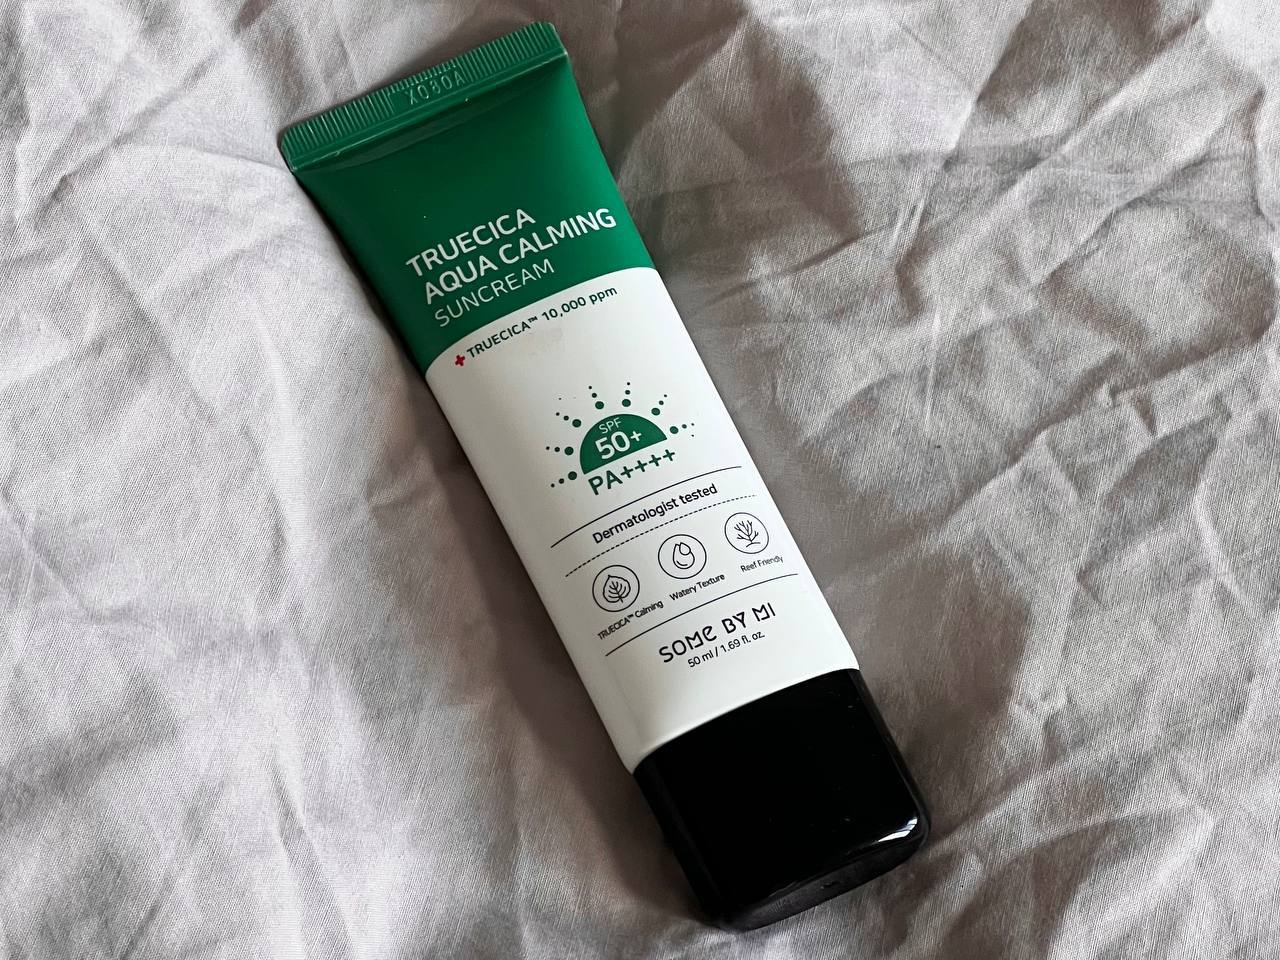 XO80A
TRUECICA
AQUA CALMING
SUNCREAM
TRUECICA™ 10,000 ppm
SPF
50+
PA++++
Dermatologist tested
TRUECICA™ Calming
Watery Texture
Reef Friendly
SOME BY MI
50 ml / 1.69 fl. oz.